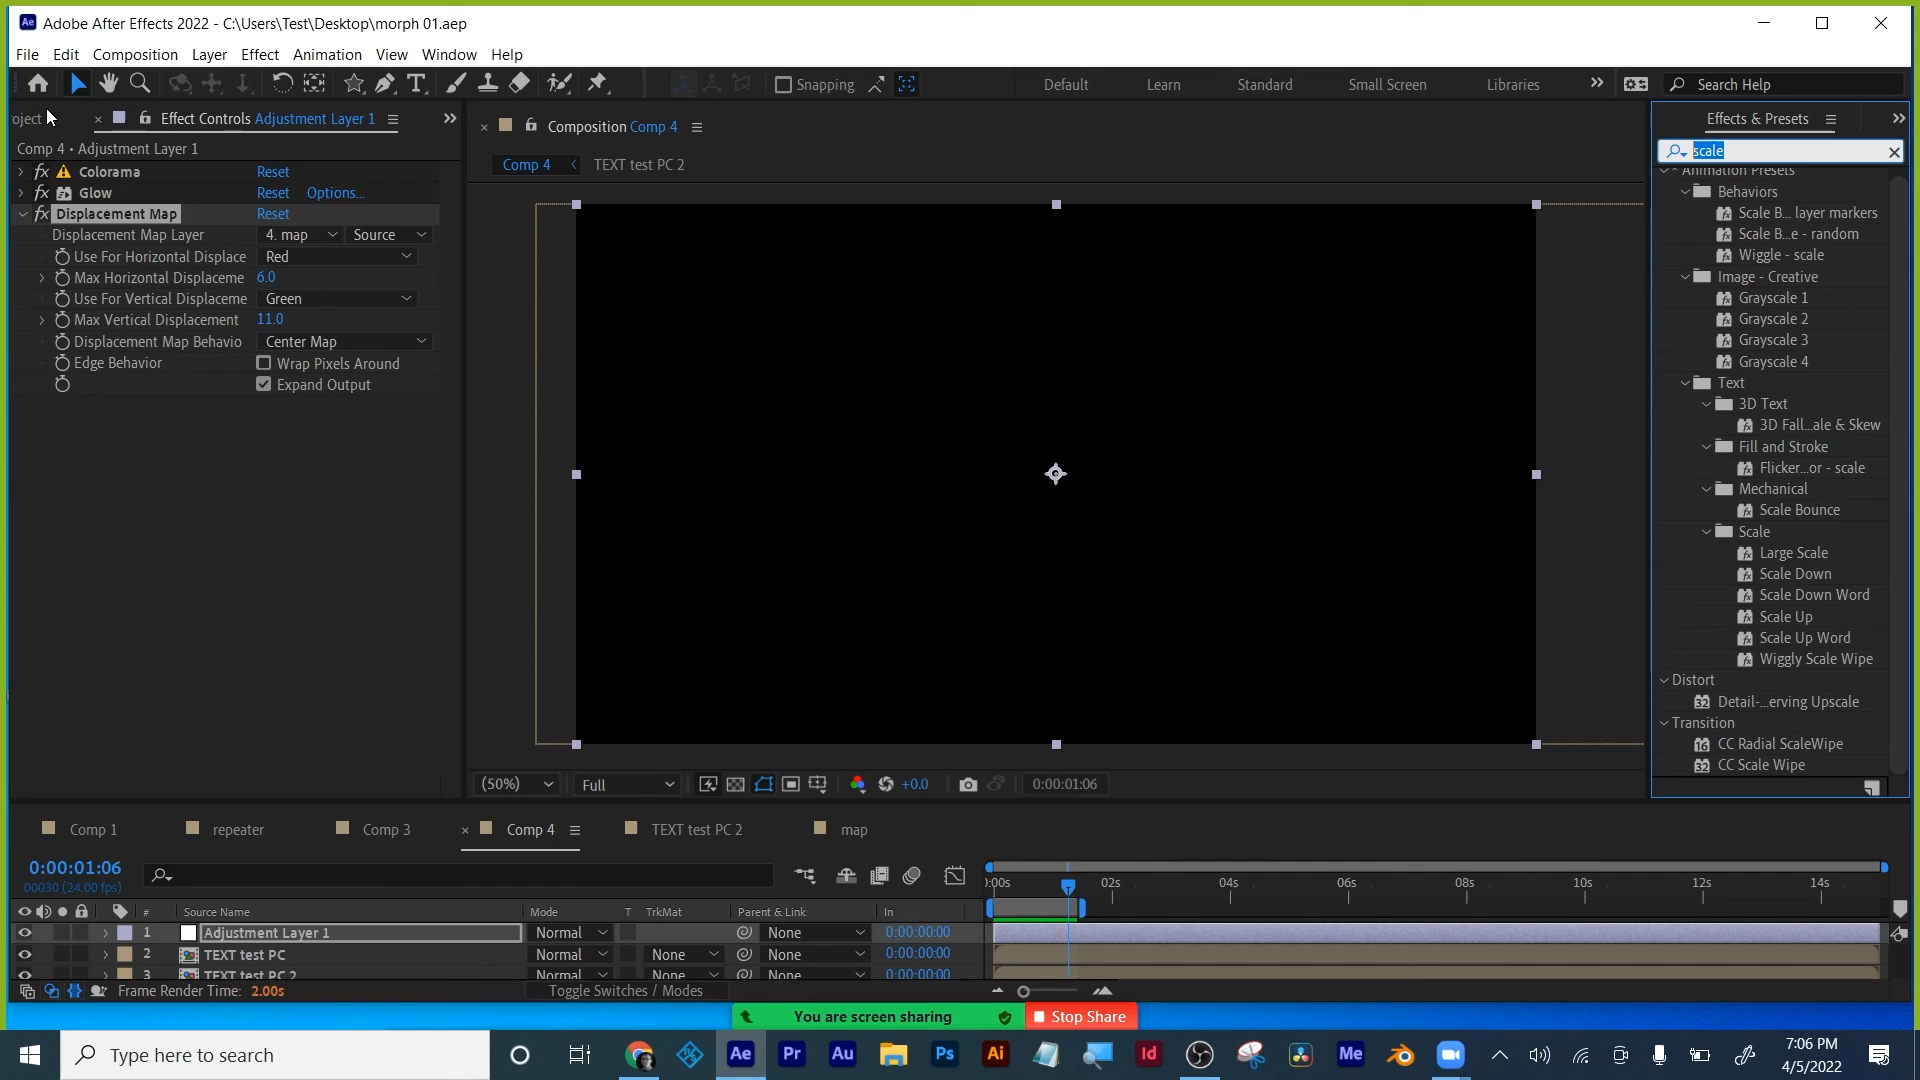 Adobe After Effects 2022 - C:\Users\Test\Desktop\morph 01.aep
File Edit Composition Layer Effect Animation View Window Help
Snapping Default Learn Standard Small Screen Libraries Search Help
oject Effect Controls Adjustment Layer 1
Comp 4 • Adjustment Layer 1
fx Colorama Reset
fx Glow Reset Options...
fx Displacement Map Reset
Displacement Map Layer 4. map Source
Use For Horizontal Displace Red
Max Horizontal Displaceme 6.0
Use For Vertical Displaceme Green
Max Vertical Displacement 11.0
Displacement Map Behavio Center Map
Edge Behavior Wrap Pixels Around
Expand Output
Composition Comp 4
Comp 4 TEXT test PC 2
(50%) Full +0.0 0:00:01:06
Effects & Presets
scale
Animation Presets
Behaviors
Scale B... layer markers
Scale B...e - random
Wiggle - scale
Image - Creative
Grayscale 1
Grayscale 2
Grayscale 3
Grayscale 4
Text
3D Text
3D Fall...ale & Skew
Fill and Stroke
Flicker...or - scale
Mechanical
Scale Bounce
Scale
Large Scale
Scale Down
Scale Down Word
Scale Up
Scale Up Word
Wiggly Scale Wipe
Distort
32 Detail-...erving Upscale
Transition
16 CC Radial ScaleWipe
32 CC Scale Wipe
Comp 1 repeater Comp 3 Comp 4 TEXT test PC 2 map
0:00:01:06
00030 (24.00 fps)
:00s 02s 04s 06s 08s 10s 12s 14s
# Source Name Mode T TrkMat Parent & Link In
1 Adjustment Layer 1 Normal None 0:00:00:00
2 TEXT test PC Normal None None 0:00:00:00
3 TEXT test PC 2 Normal None None 0:00:00:00
Frame Render Time: 2.00s Toggle Switches / Modes
You are screen sharing Stop Share
Type here to search
Ae Pr Au Ps Ai Id Me
7:06 PM
4/5/2022